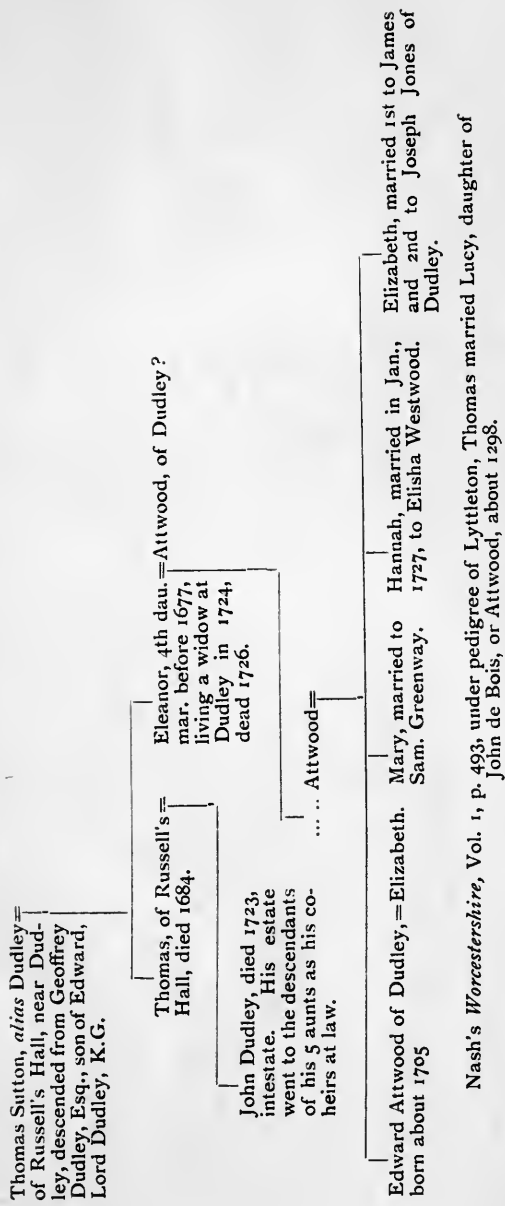 Thomas Sutton, alias Dudley=
of Russell's Hall, near Dud-
ley, descended from Geoffrey
Dudley, Esq., son of Edward,
Lord Dudley, K.G.
Thomas, of Russell's=
Hall, died 1684.
Eleanor, 4th dau.=Attwood, of Dudley?
mar. before 1677,
living a widow at
Dudley in 1724,
dead 1726.
John Dudley, died 1723,
intestate. His estate
went to the descendants
of his 5 aunts as his co-
heirs at law.
... .. Attwood=
Edward Attwood of Dudley,=Elizabeth.
born about 1705
Mary, married to
Sam. Greenway.
Hannah, married in Jan.,
1727, to Elisha Westwood.
Elizabeth, married 1st to James
and 2nd to Joseph Jones of
Dudley.
Nash's Worcestershire, Vol. 1, p. 493, under pedigree of Lyttleton, Thomas married Lucy, daughter of
John de Bois, or Attwood, about 1298.